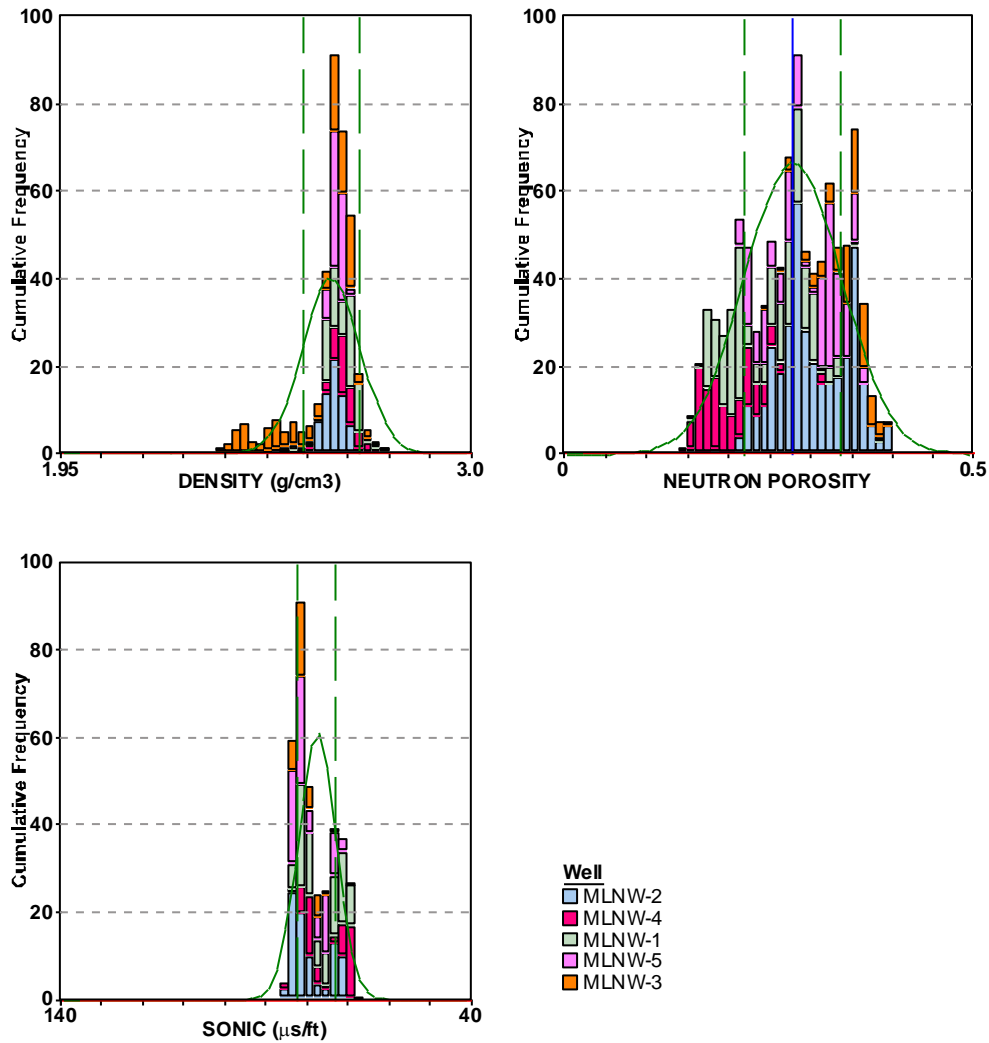 100
80
60
40
20
0
Cumulative Frequency
1.95
3.0
DENSITY (g/cm3)
100
80
60
40
20
0
Cumulative Frequency
0
0.5
NEUTRON POROSITY
100
80
60
40
20
0
Cumulative Frequency
140
40
SONIC (μs/ft)
Well
MLNW-2
MLNW-4
MLNW-1
MLNW-5
MLNW-3